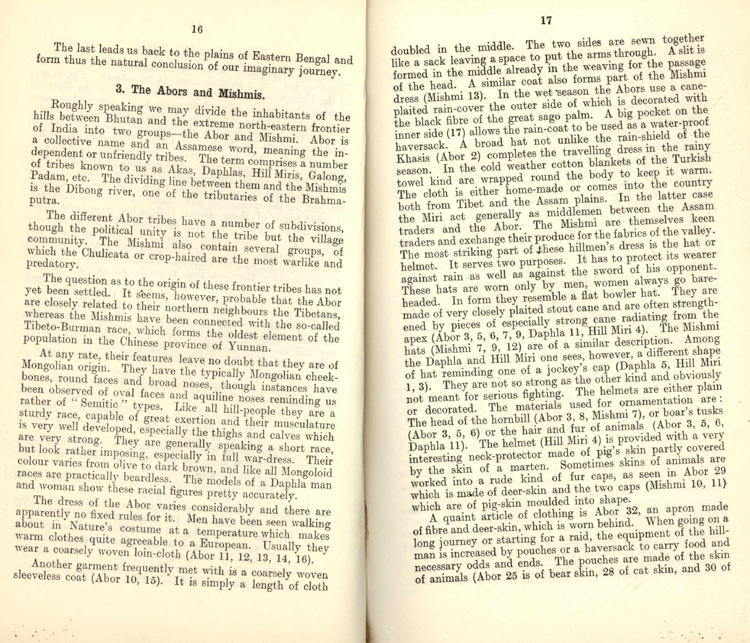 16
The last leads us back to the plains of Eastern Bengal and
form thus the natural conclusion of our imaginary journey.
3. The Abors and Mishmis.
Roughly speaking we may divide the inhabitants of the
hills between Bhutan and the extreme north-eastern frontier
of India into two groups—the Abor and Mishmi. Abor is
a collective name and an Assamese word, meaning the in-
dependent or unfriendly tribes. The term comprises a number
of tribes known to us as Akas, Daphlas, Hill Miris, Galong,
Padam, etc. The dividing line between them and the Mishmis
is the Dibong river, one of the tributaries of the Brahma-
putra.
The different Abor tribes have a number of subdivisions,
though the political unity is not the tribe but the village
community. The Mishmi also contain several groups, of
which the Chulicata or crop-haired are the most warlike and
predatory.
The question as to the origin of these frontier tribes has not
yet been settled. It seems, however, probable that the Abor
are closely related to their northern neighbours the Tibetans,
whereas the Mishmis have been connected with the so-called
Tibeto-Burman race, which forms the oldest element of the
population in the Chinese province of Yunnan.
At any rate, their features leave no doubt that they are of
Mongolian origin. They have the typically Mongolian cheek-
bones, round faces and broad noses, though instances have
been observed of oval faces and aquiline noses reminding us
rather of "Semitic" types. Like all hill-people they are a
sturdy race, capable of great exertion and their musculature
is very well developed, especially the thighs and calves which
are very strong. They are generally speaking a short race,
but look rather imposing, especially in full war-dress. Their
colour varies from olive to dark brown, and like all Mongoloid
races are practically beardless. The models of a Daphla man
and woman show these racial figures pretty accurately.
The dress of the Abor varies considerably and there are
apparently no fixed rules for it. Men have been seen walking
about in Nature's costume at a temperature which makes
warm clothes quite agreeable to a European. Usually they
wear a coarsely woven loin-cloth (Abor 11, 12, 13, 14, 16).
Another garment frequently met with is a coarsely woven
sleeveless coat (Abor 10, 15). It is simply a length of cloth
17
doubled in the middle. The two sides are sewn together
like a sack leaving a space to put the arms through. A slit is
formed in the middle already in the weaving for the passage
of the head. A similar coat also forms part of the Mishmi
dress (Mishmi 13). In the wet season the Abors use a cane-
plaited rain-cover the outer side of which is decorated with
the black fibre of the great sago palm. A big pocket on the
inner side (17) allows the rain-coat to be used as a water-proof
haversack. A broad hat not unlike the rain-shield of the
Khasis (Abor 2) completes the travelling dress in the rainy
season. In the cold weather cotton blankets of the Turkish
towel kind are wrapped round the body to keep it warm.
The cloth is either home-made or comes into the country
both from Tibet and the Assam plains. In the latter case
the Miri act generally as middlemen between the Assam
traders and the Abor. The Mishmi are themselves keen
traders and exchange their produce for the fabrics of the valley.
The most striking part of these hillmen's dress is the hat or
helmet. It serves two purposes. It has to protect its wearer
against rain as well as against the sword of his opponent.
These hats are worn only by men, women always go bare-
headed. In form they resemble a flat bowler hat. They are
made of very closely plaited stout cane and are often strength-
ened by pieces of especially strong cane radiating from the
apex (Abor 3, 5, 6, 7, 9, Daphla 11, Hill Miri 4). The Mishmi
hats (Mishmi 7, 9, 12) are of a similar description. Among
the Daphla and Hill Miri one sees, however, a different shape
of hat reminding one of a jockey's cap (Daphla 5, Hill Miri
1, 3). They are not so strong as the other kind and obviously
not meant for serious fighting. The helmets are either plain
or decorated. The materials used for ornamentation are:
The head of the hornbill (Abor 3, 8, Mishmi 7), or boar's tusks
(Abor 3, 5, 6) or the hair and fur of animals (Abor 3, 5, 6,
Daphla 11). The helmet (Hill Miri 4) is provided with a very
interesting neck-protector made of pig's skin partly covered
by the skin of a marten. Sometimes skins of animals are
worked into a rude kind of fur caps, as seen in Abor 29
which is made of deer-skin and the two caps (Mishmi 10, 11)
which are of pig-skin moulded into shape.
A quaint article of clothing is Abor 32, an apron made
of fibre and deer-skin, which is worn behind. When going on a
long journey or starting for a raid, the equipment of the hill-
man is increased by pouches or a haversack to carry food and
necessary odds and ends. The pouches are made of the skin
of animals (Abor 25 is of bear skin, 28 of cat skin, and 30 of